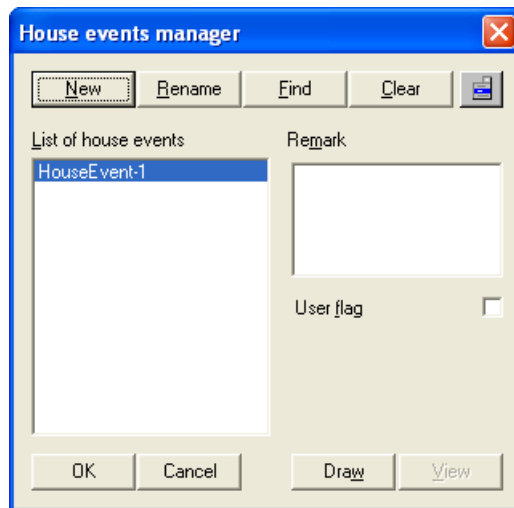 House events manager
New Rename Find Clear
List of house events Remark
HouseEvent-1
User flag
OK Cancel Draw View